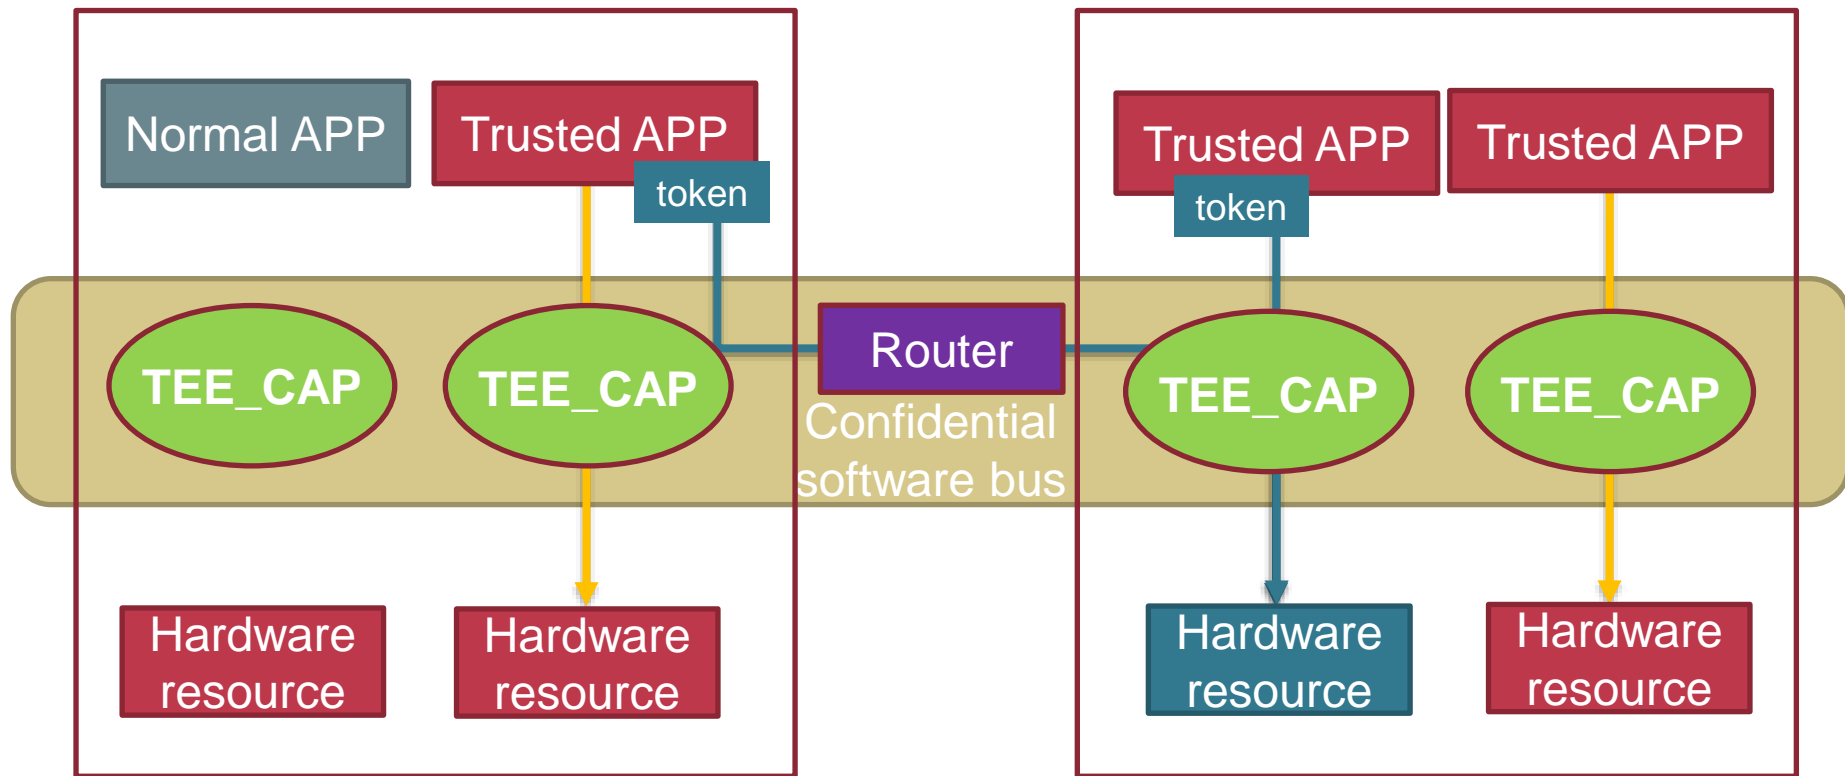 Normal APP
Trusted APP
token
Trusted APP
token
Trusted APP
TEE_CAP
TEE_CAP
Router
TEE_CAP
TEE_CAP
Confidential
software bus
Hardware
resource
Hardware
resource
Hardware
resource
Hardware
resource